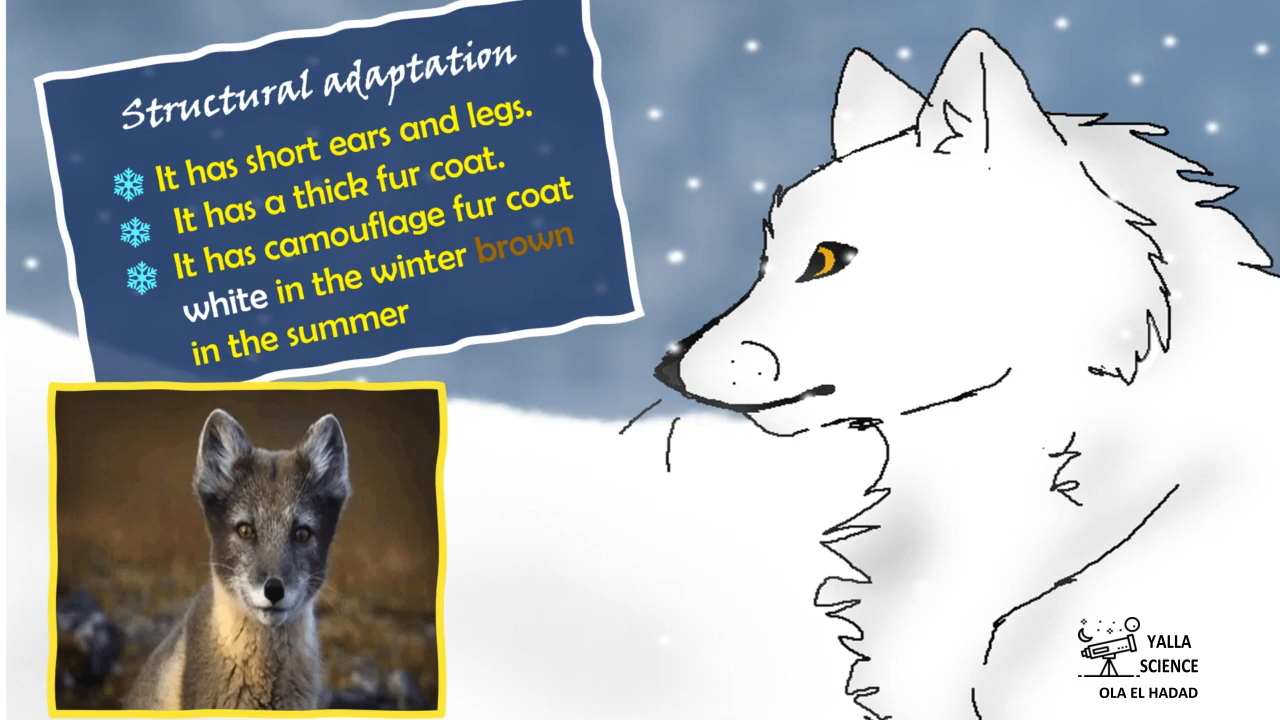 Structural adaptation
It has short ears and legs.
It has a thick fur coat.
It has camouflage fur coat
white in the winter brown
in the summer
YALLA
SCIENCE
OLA EL HADAD